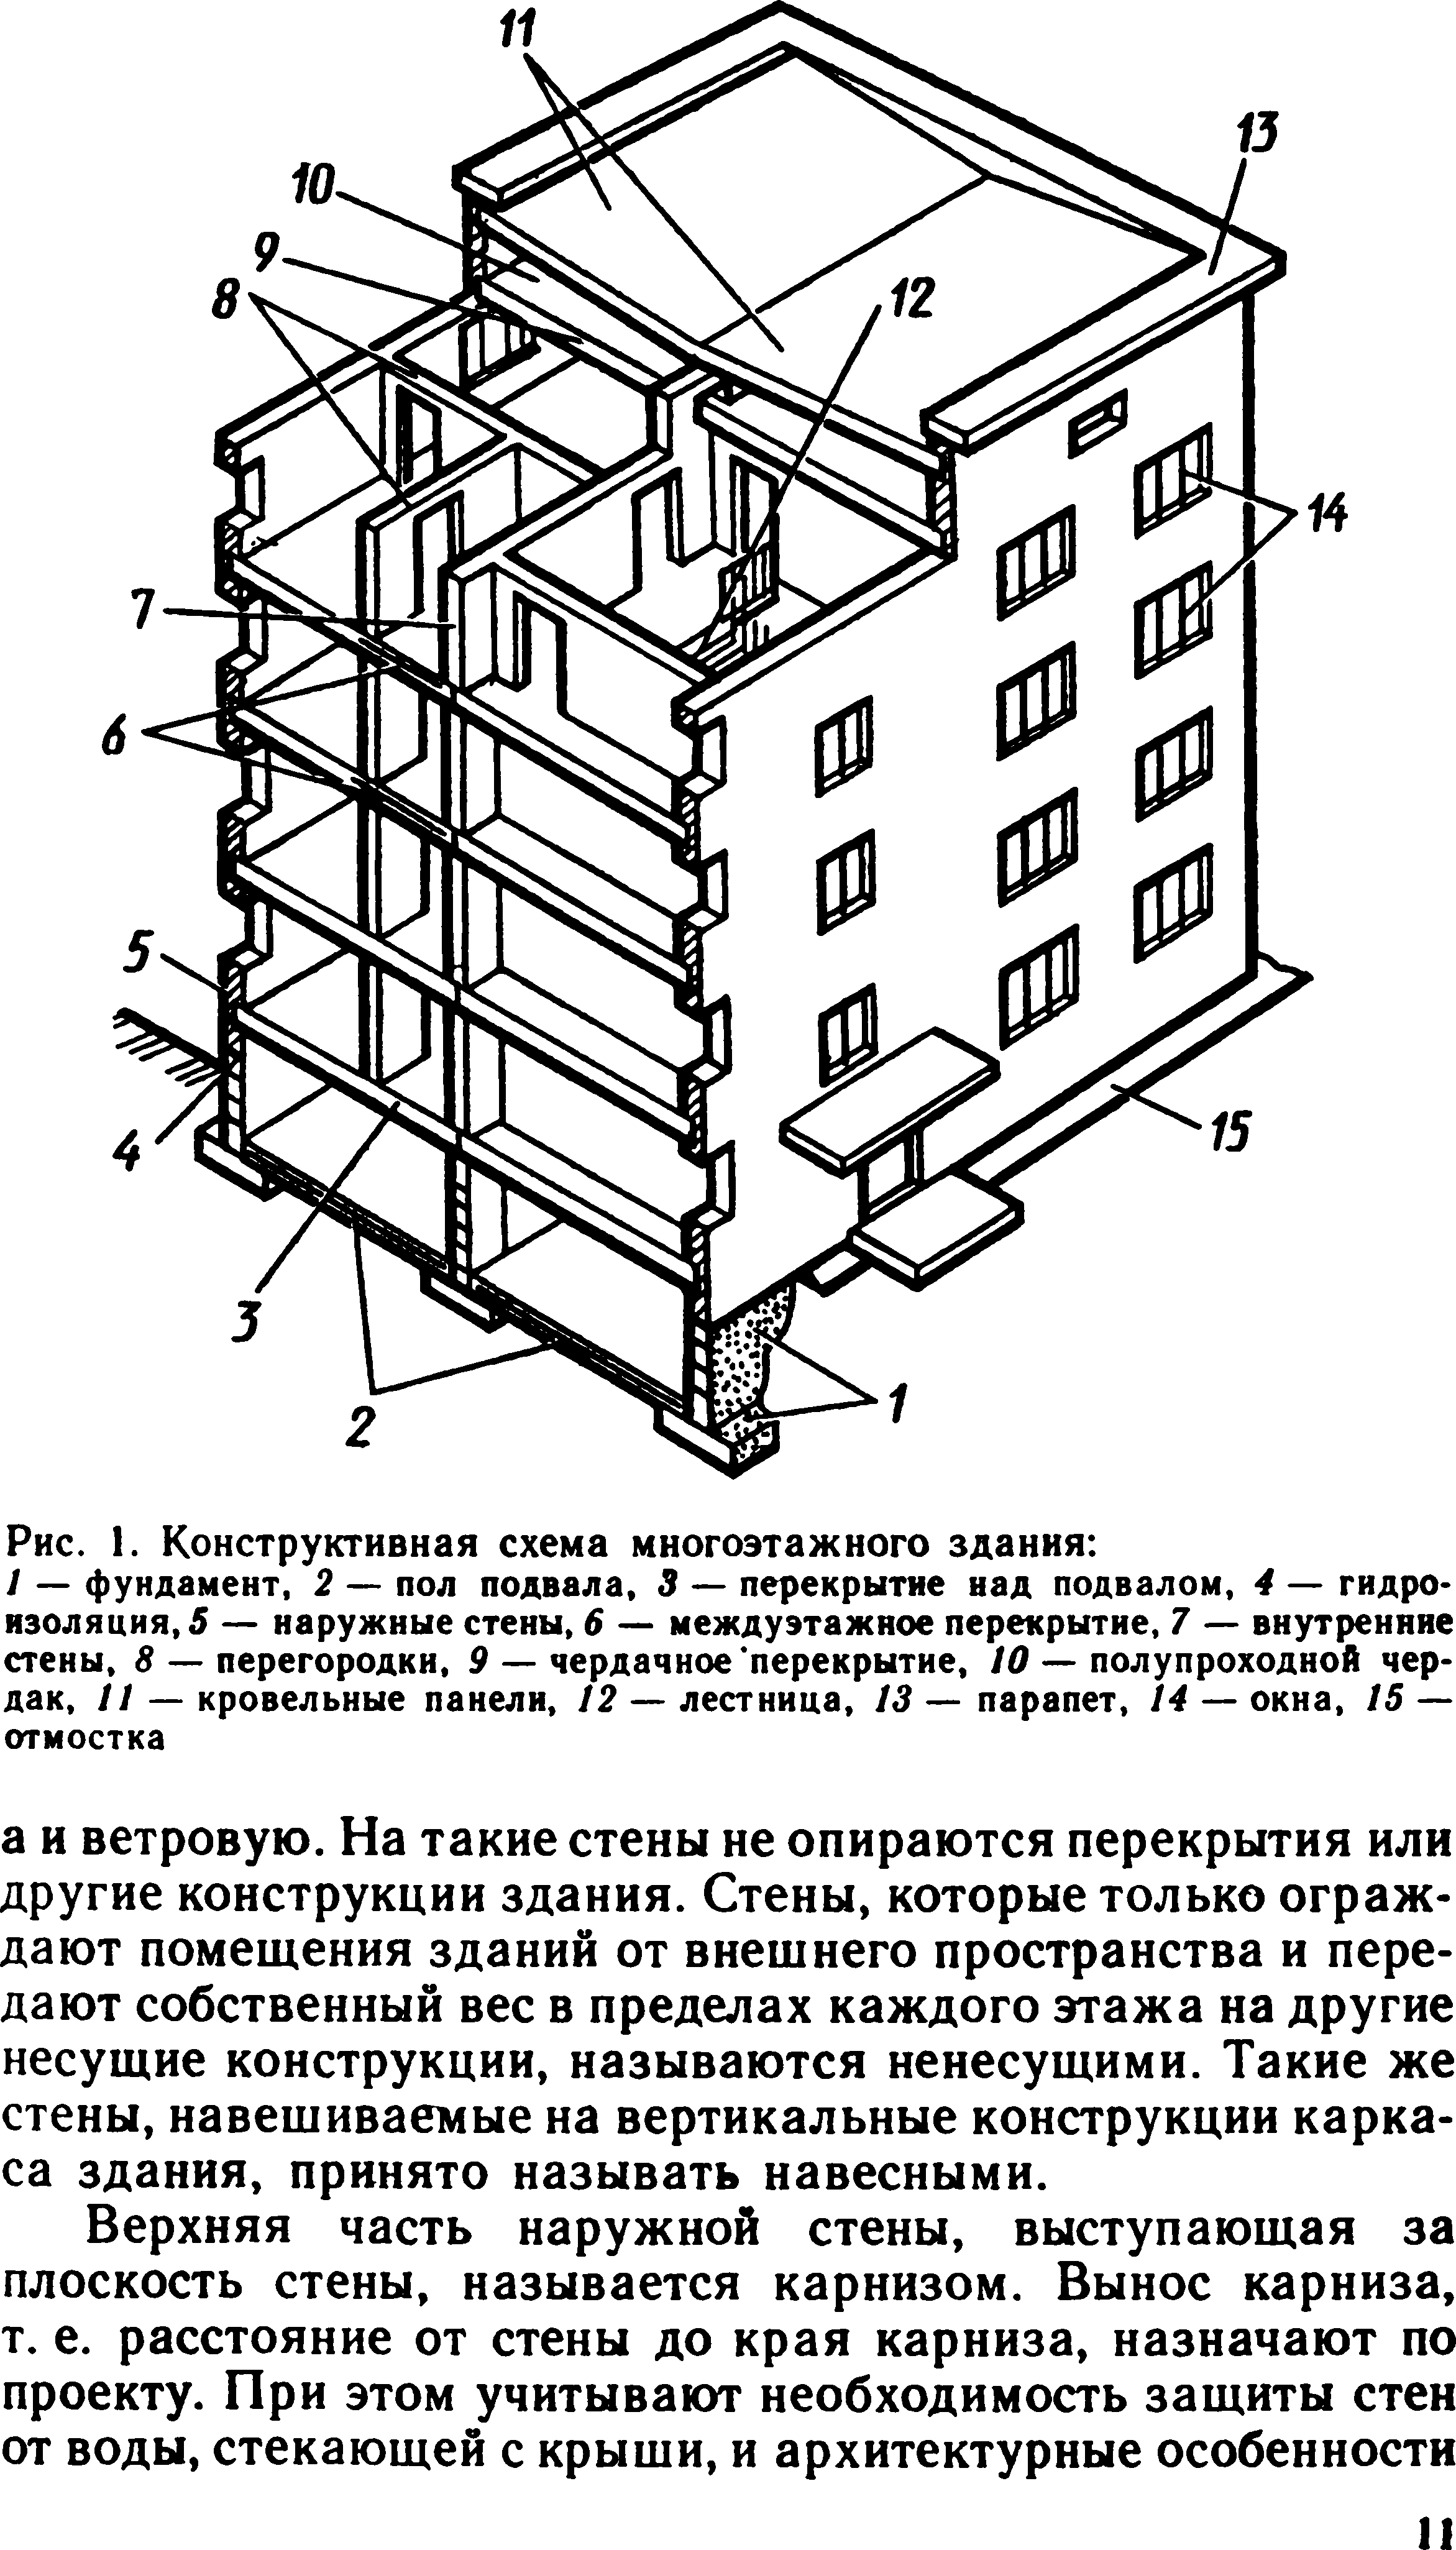 11
13
10
9
8
12
14
7
6
5
4
15
3
2
1
Рис. 1. Конструктивная схема многоэтажного здания:
1 — фундамент, 2 — пол подвала, 3 — перекрытие над подвалом, 4 — гидро-
изоляция, 5 — наружные стены, 6 — междуэтажное перекрытие, 7 — внутренние
стены, 8 — перегородки, 9 — чердачное перекрытие, 10 — полупроходной чер-
дак, 11 — кровельные панели, 12 — лестница, 13 — парапет, 14 — окна, 15 —
отмостка
а и ветровую. На такие стены не опираются перекрытия или
другие конструкции здания. Стены, которые только ограж-
дают помещения зданий от внешнего пространства и пере-
дают собственный вес в пределах каждого этажа на другие
несущие конструкции, называются ненесущими. Такие же
стены, навешиваемые на вертикальные конструкции карка-
са здания, принято называть навесными.
Верхняя часть наружной стены, выступающая за
плоскость стены, называется карнизом. Вынос карниза,
т. е. расстояние от стены до края карниза, назначают по
проекту. При этом учитывают необходимость защиты стен
от воды, стекающей с крыши, и архитектурные особенности
11